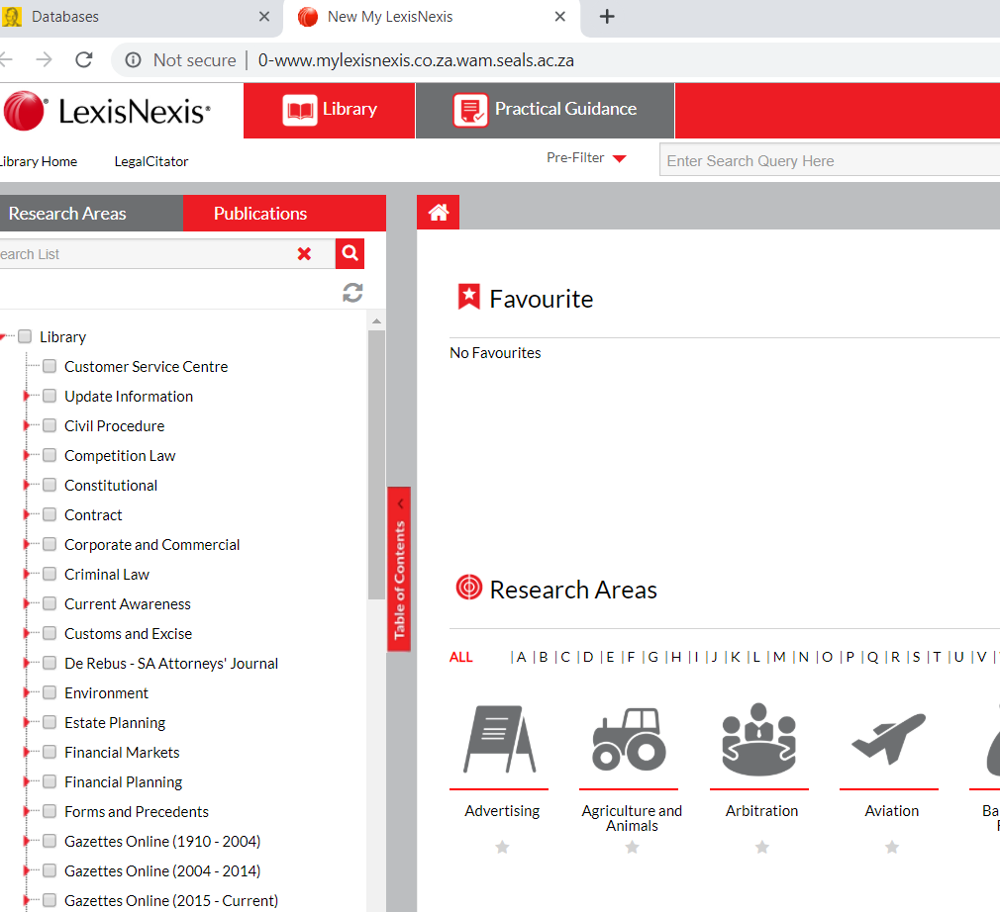 Databases
New My LexisNexis
Not secure | 0-www.mylexisnexis.co.za.wam.seals.ac.za
LexisNexis®
Library
Practical Guidance
Library Home
LegalCitator
Pre-Filter
Enter Search Query Here
Research Areas
Publications
earch List
Library
Customer Service Centre
Update Information
Civil Procedure
Competition Law
Constitutional
Contract
Corporate and Commercial
Criminal Law
Current Awareness
Customs and Excise
De Rebus - SA Attorneys' Journal
Environment
Estate Planning
Financial Markets
Financial Planning
Forms and Precedents
Gazettes Online (1910 - 2004)
Gazettes Online (2004 - 2014)
Gazettes Online (2015 - Current)
Table of Contents
Favourite
No Favourites
Research Areas
ALL | A | B | C | D | E | F | G | H | I | J | K | L | M | N | O | P | Q | R | S | T | U | V |
Advertising
Agriculture and
Animals
Arbitration
Aviation
Ba